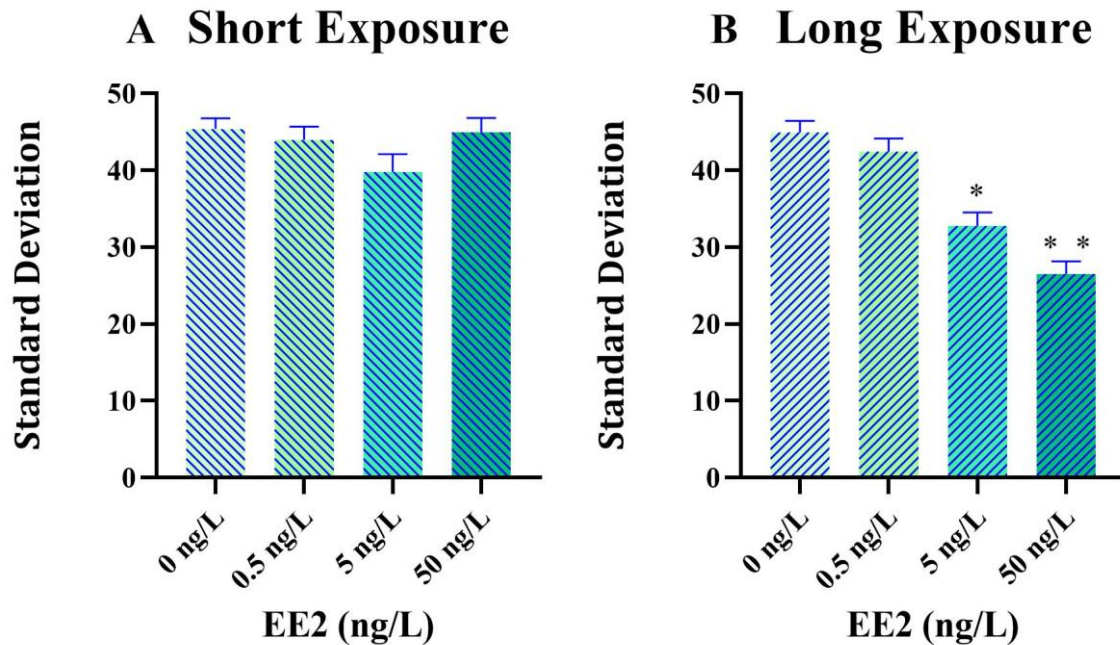 A Short Exposure
Standard Deviation
50
40
30
20
10
0
0 ng/L
0.5 ng/L
5 ng/L
50 ng/L
EE2 (ng/L)
B Long Exposure
Standard Deviation
50
40
30
20
10
0
*
* *
0 ng/L
0.5 ng/L
5 ng/L
50 ng/L
EE2 (ng/L)